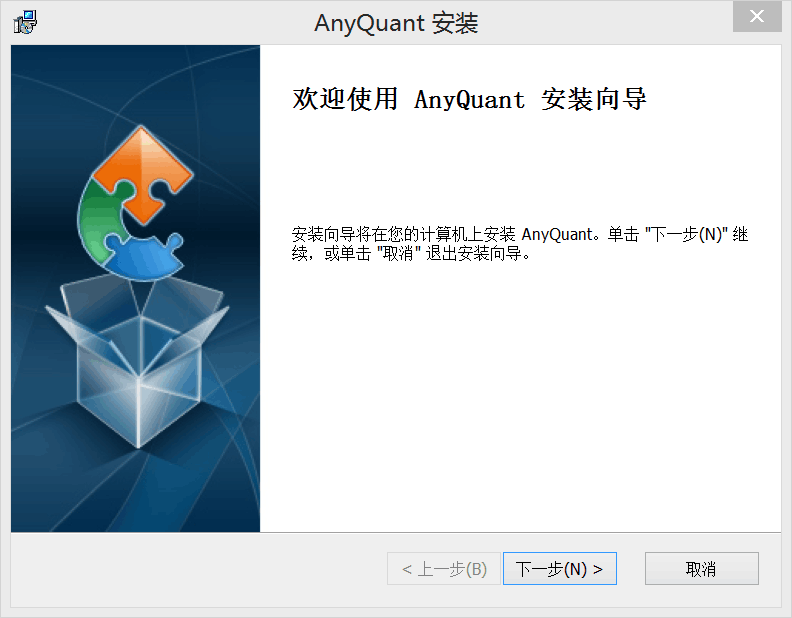 AnyQuant 安装
欢迎使用 AnyQuant 安装向导
安装向导将在您的计算机上安装 AnyQuant。单击 "下一步(N)" 继
续，或单击 "取消" 退出安装向导。
< 上一步(B)
下一步(N) >
取消